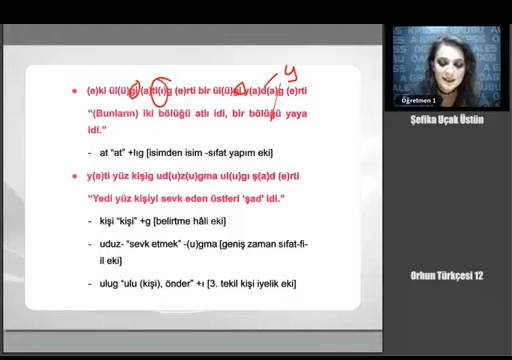 y
• (e)ki ül(ü)gi (a)tl(ı)g (e)rti bir ül(ü)gi y(a)d(a)g (e)rti
“(Bunların) iki bölüğü atlı idi, bir bölüğü yaya
idi.”
- at “at” +lıg [isimden isim -sıfat yapım eki]
• y(e)ti yüz kişig ud(u)z(u)gma ul(u)gı ş(a)d (e)rti
“Yedi yüz kişiyi sevk eden üstleri ‘şad’ idi.”
- kişi “kişi” +g [belirtme hâli eki]
- uduz- “sevk etmek” -(u)gma [geniş zaman sıfat-fi-
il eki]
- ulug “ulu (kişi), önder” +ı [3. tekil kişi iyelik eki]
Öğretmen 1
Şefika Uçak Üstün
Orhun Türkçesi 12